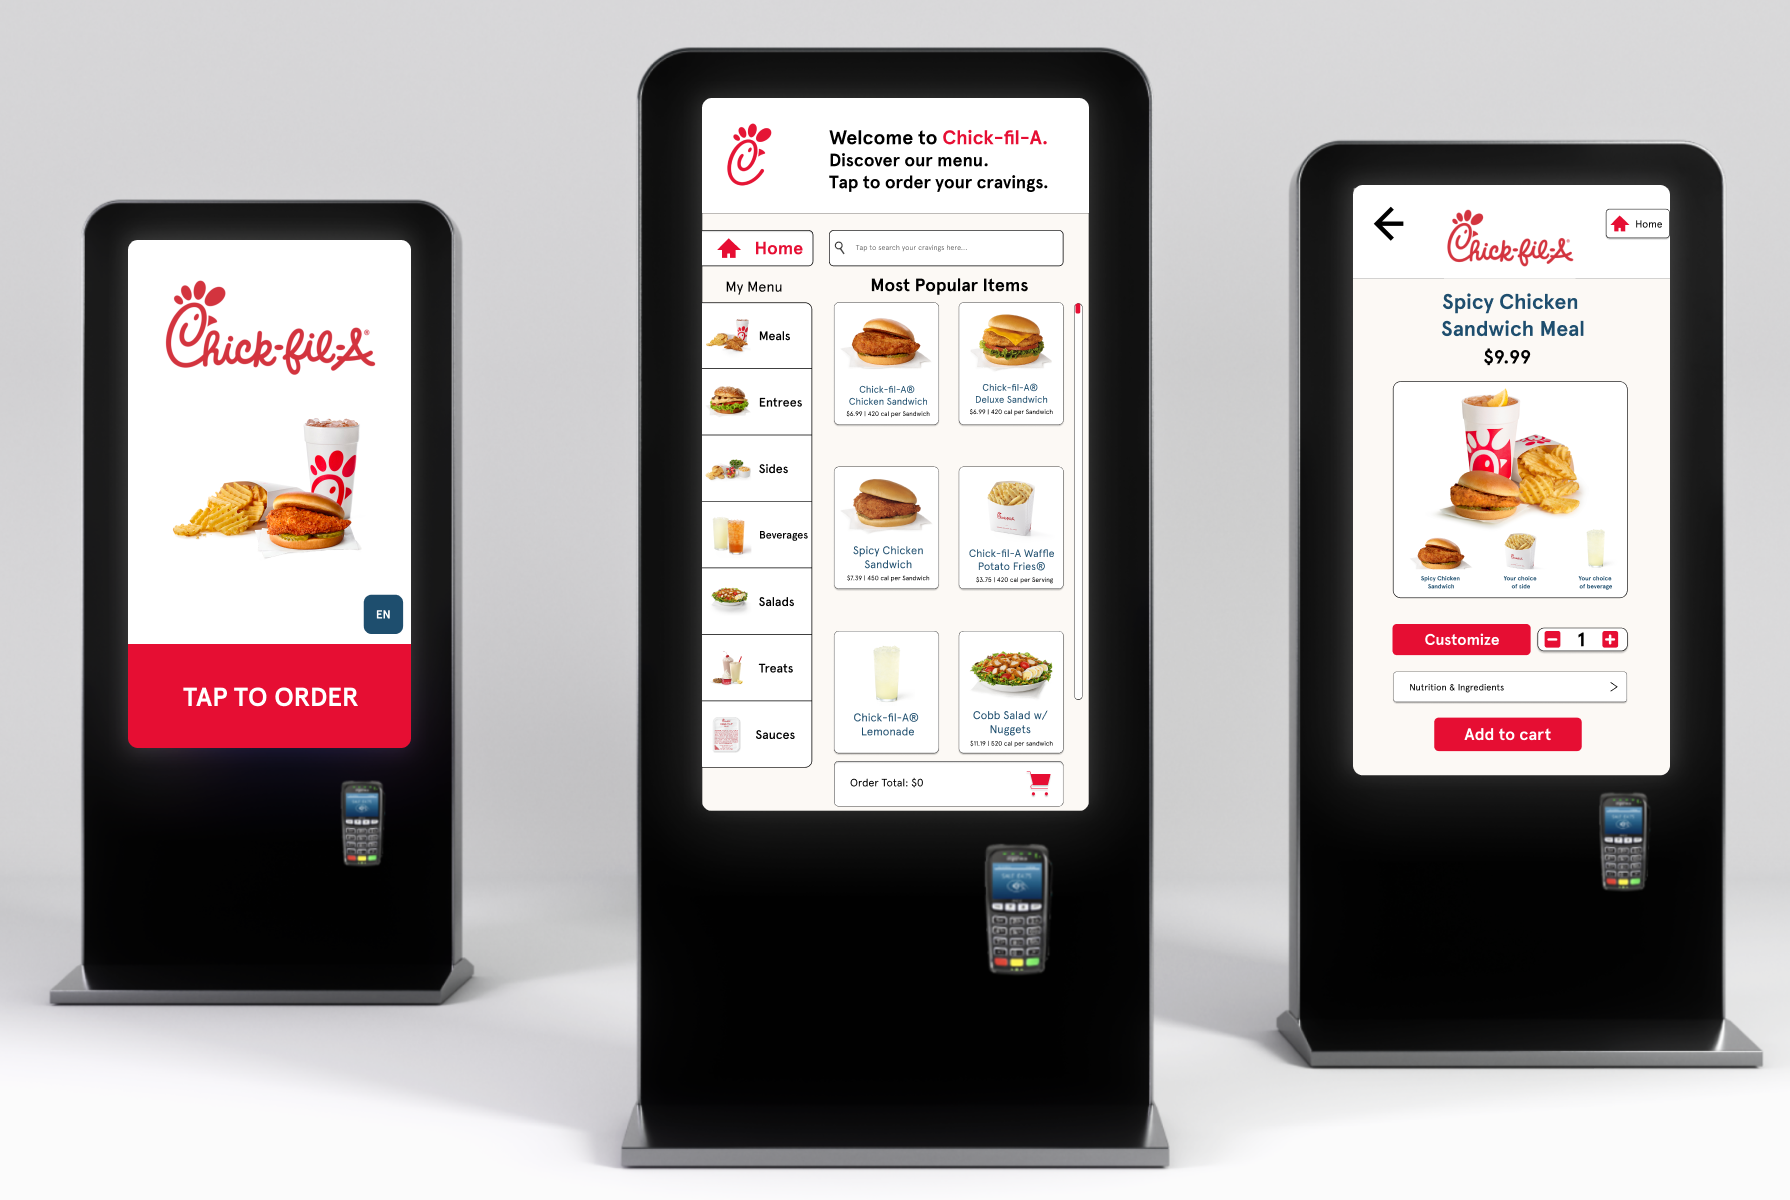 Chick-fil-A®
EN
TAP TO ORDER
Welcome to Chick-fil-A.
Discover our menu.
Tap to order your cravings.
Home
Tap to search your cravings here...
My Menu
Most Popular Items
Meals
Entrees
Sides
Beverages
Salads
Treats
Sauces
Chick-fil-A®
Chicken Sandwich
$6.99 | 420 cal per Sandwich
Chick-fil-A®
Deluxe Sandwich
$6.99 | 420 cal per Sandwich
Spicy Chicken
Sandwich
$7.39 | 450 cal per Sandwich
Chick-fil-A Waffle
Potato Fries®
$3.75 | 420 cal per Serving
Chick-fil-A®
Lemonade
Cobb Salad w/
Nuggets
$11.19 | 520 cal per sandwich
Order Total: $0
Chick-fil-A
Home
Spicy Chicken
Sandwich Meal
$9.99
Spicy Chicken
Sandwich
Your choice
of side
Your choice
of beverage
Customize
1
Nutrition & Ingredients
Add to cart